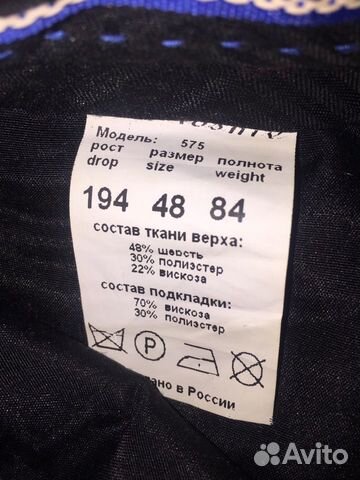 Модель: 575
рост размер полнота
drop size weight
194 48 84
состав ткани верха:
48% шерсть
30% полиэстер
22% вискоза
состав подкладки:
70% вискоза
30% полиэстер
P
ано в России
Avito